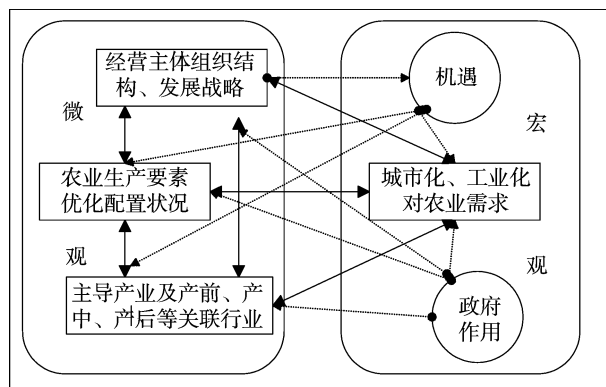 经营主体组织结
构、发展战略
机遇
微
宏
农业生产要素
优化配置状况
城市化、工业化
对农业需求
观
观
主导产业及产前、产
中、产后等关联行业
政府
作用